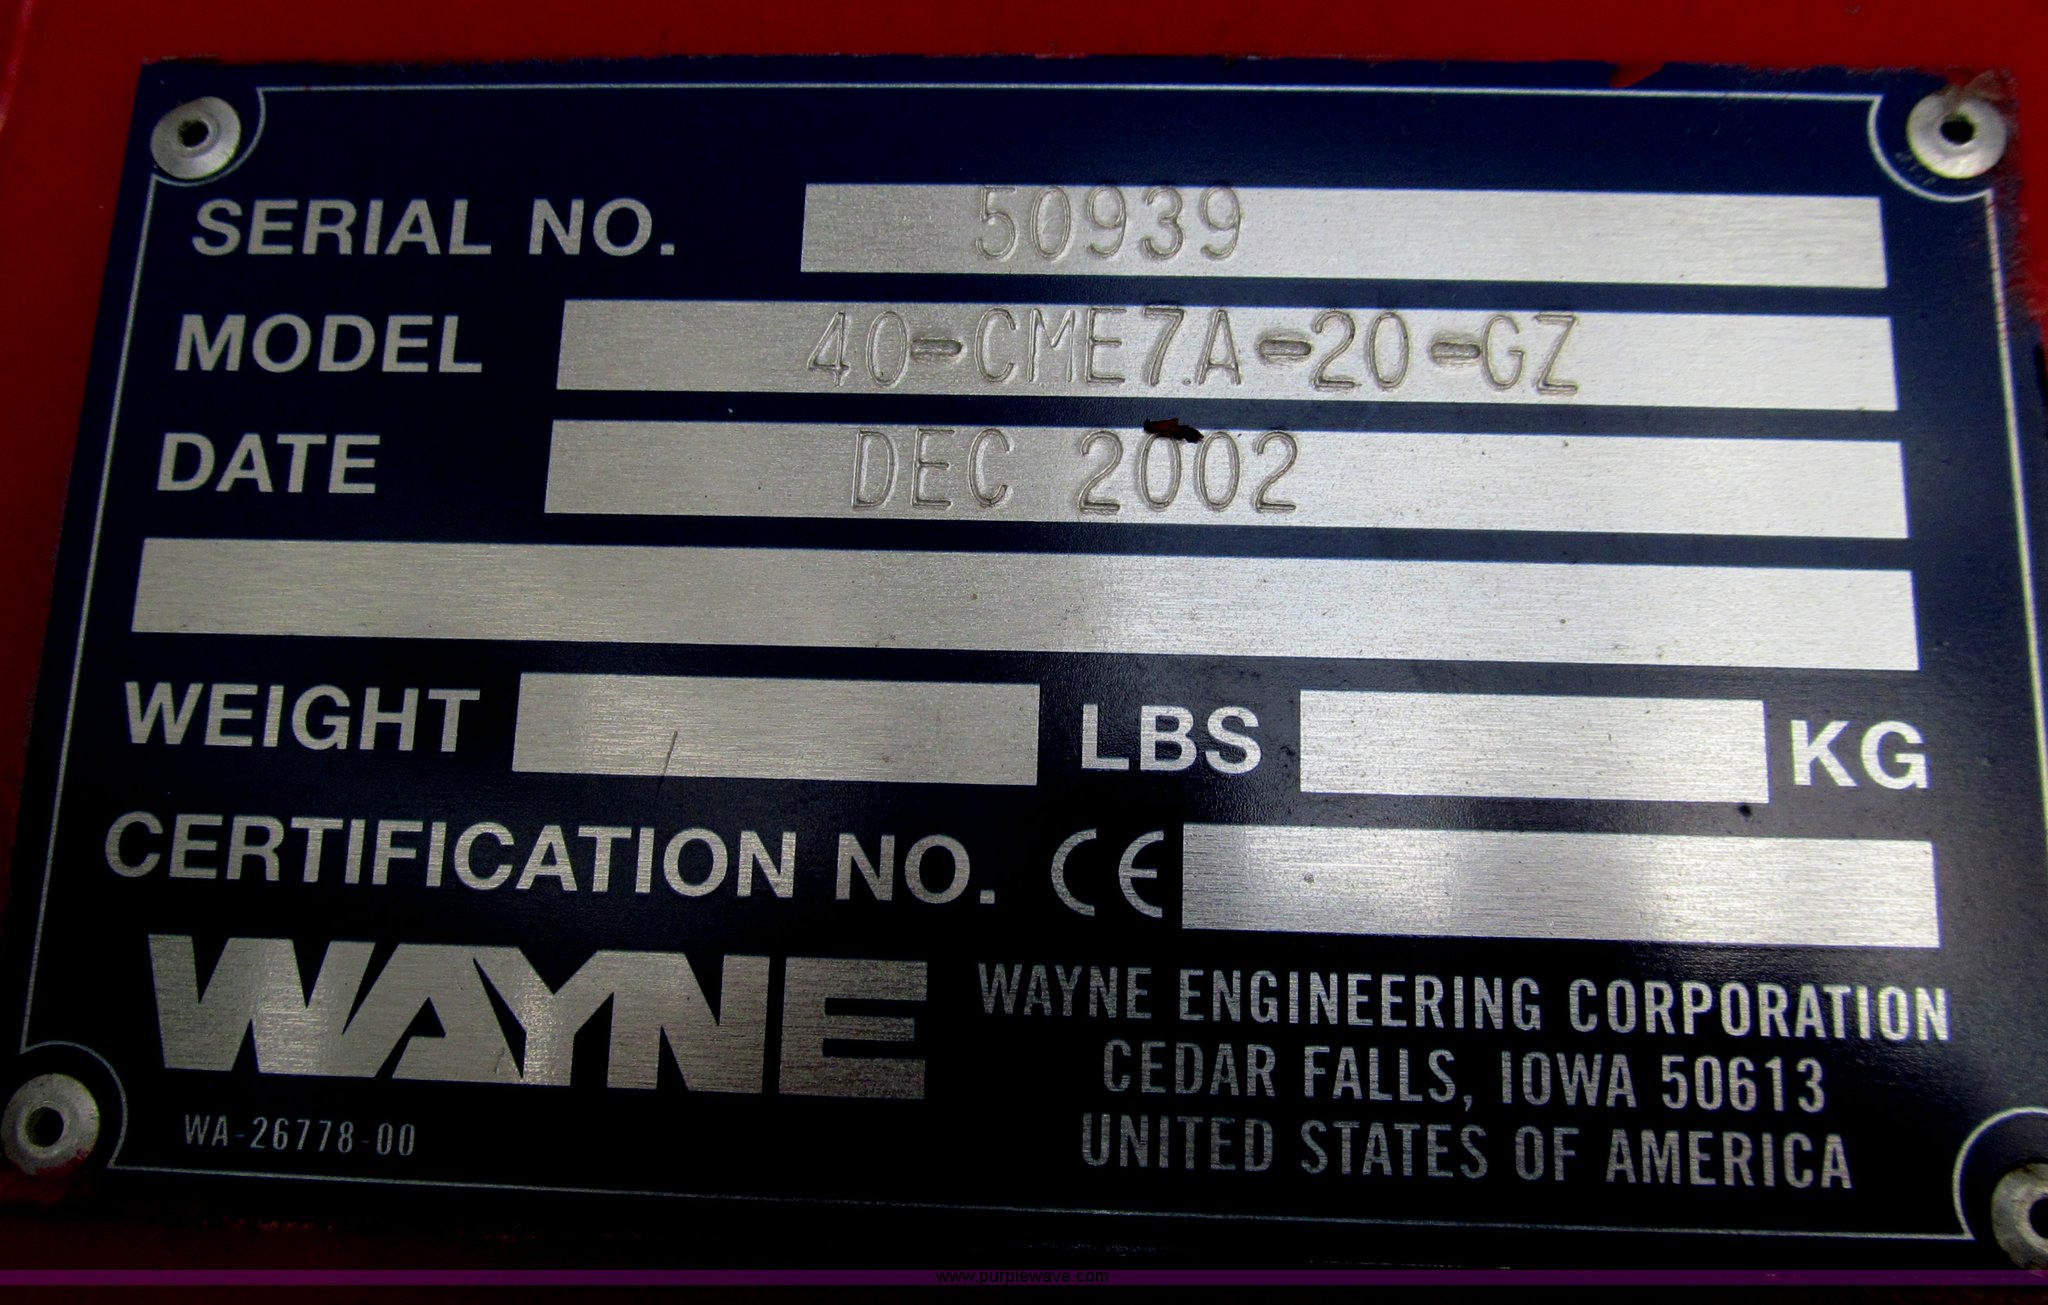 SERIAL NO. 50939
MODEL 40-CME7A-20-GZ
DATE DEC 2002
WEIGHT LBS KG
CERTIFICATION NO. CE
WAYNE
WAYNE ENGINEERING CORPORATION
CEDAR FALLS, IOWA 50613
UNITED STATES OF AMERICA
WA-26778-00
www.purplewave.com